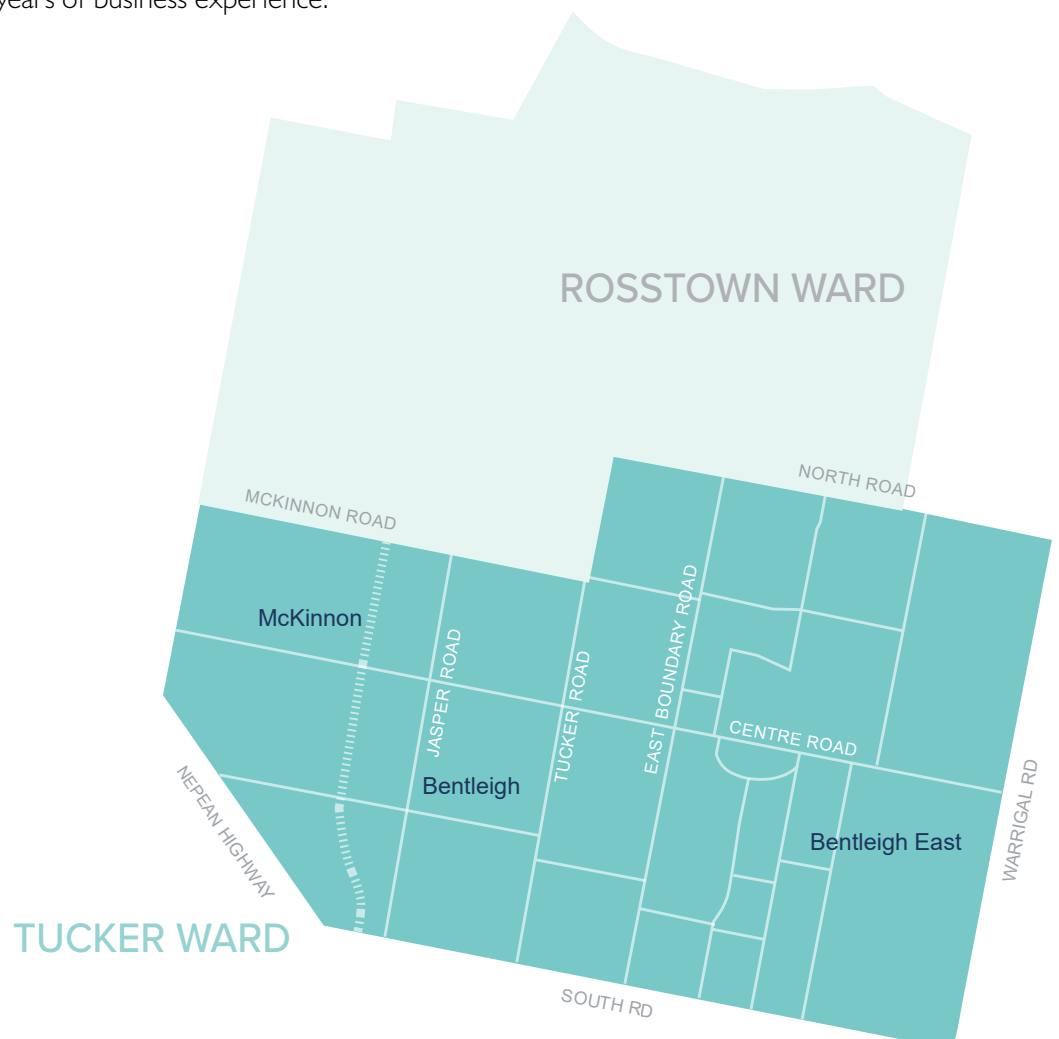 years of business experience.
ROSSTOWN WARD
NORTH ROAD
MCKINNON ROAD
McKinnon
JASPER ROAD
TUCKER ROAD
EAST BOUNDARY ROAD
CENTRE ROAD
NEPEAN HIGHWAY
Bentleigh
Bentleigh East
WARRIGAL RD
TUCKER WARD
SOUTH RD